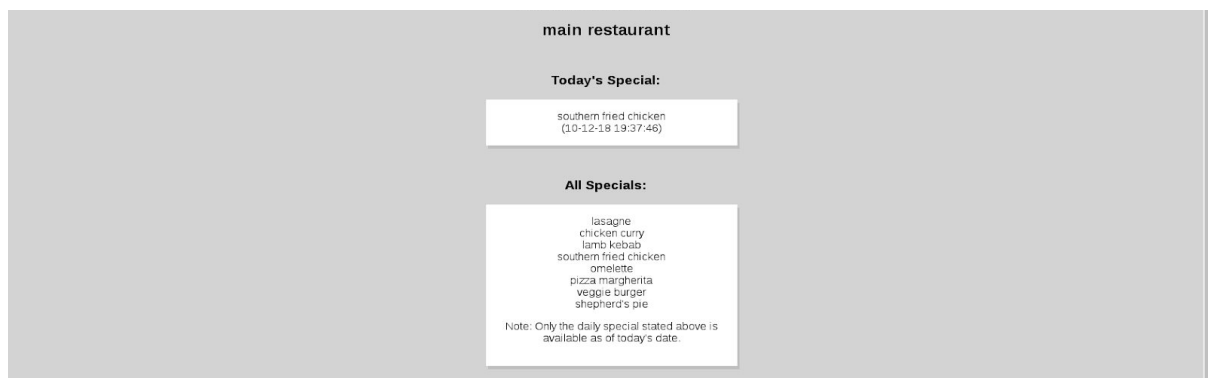 main restaurant
Today's Special:
southern fried chicken
(10-12-18 19:37:46)
All Specials:
lasagne
chicken curry
lamb kebab
southern fried chicken
omelette
pizza margherita
veggie burger
shepherd's pie
Note: Only the daily special stated above is
available as of today's date.